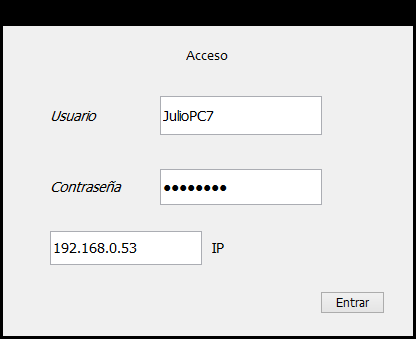 Acceso
Usuario JulioPC7
Contraseña ●●●●●●●●
192.168.0.53 IP
Entrar